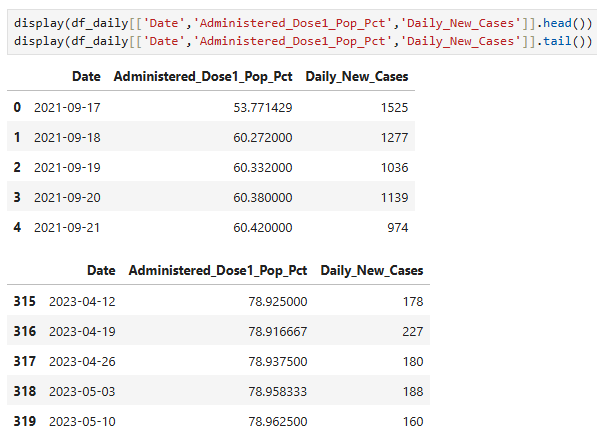 display(df_daily[['Date','Administered_Dose1_Pop_Pct','Daily_New_Cases']].head())
display(df_daily[['Date','Administered_Dose1_Pop_Pct','Daily_New_Cases']].tail())
Date Administered_Dose1_Pop_Pct Daily_New_Cases
0 2021-09-17 53.771429 1525
1 2021-09-18 60.272000 1277
2 2021-09-19 60.332000 1036
3 2021-09-20 60.380000 1139
4 2021-09-21 60.420000 974
Date Administered_Dose1_Pop_Pct Daily_New_Cases
315 2023-04-12 78.925000 178
316 2023-04-19 78.916667 227
317 2023-04-26 78.937500 180
318 2023-05-03 78.958333 188
319 2023-05-10 78.962500 160